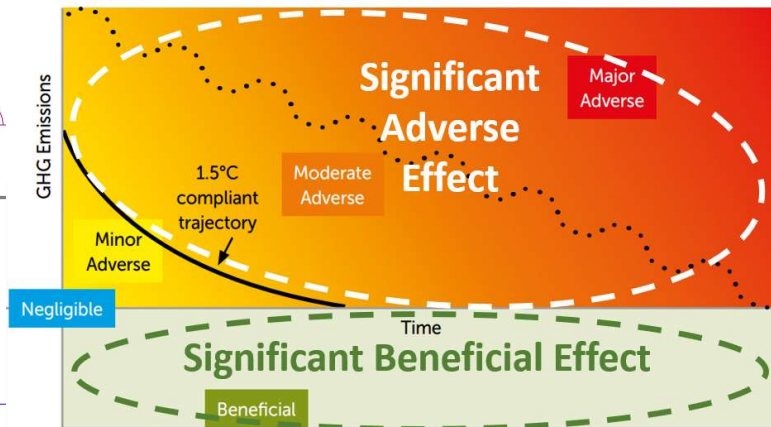 GHG Emissions
Significant
Adverse
Effect
Major
Adverse
1.5°C
compliant
trajectory
Moderate
Adverse
Minor
Adverse
Negligible
Time
Significant Beneficial Effect
Beneficial